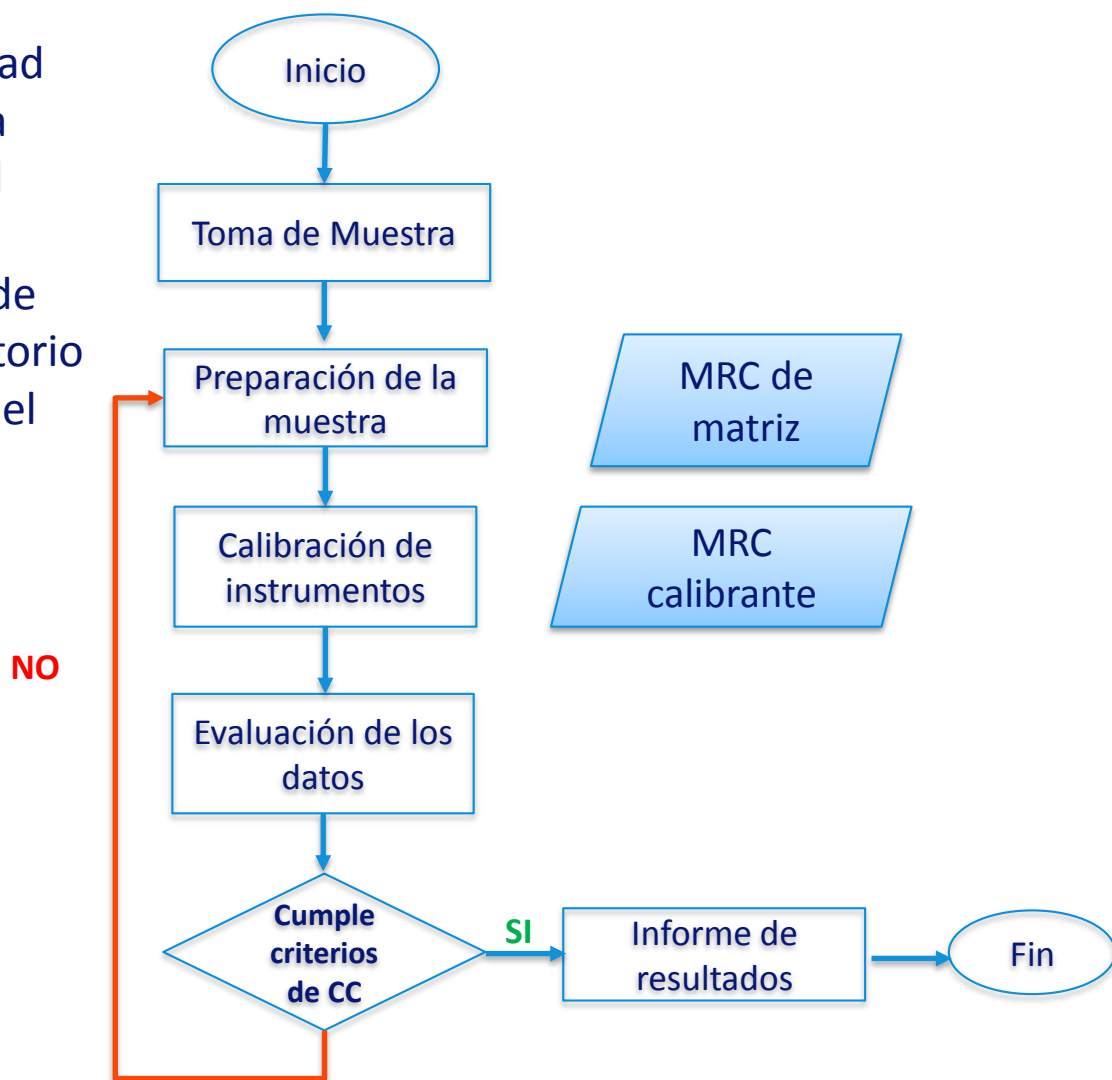 ad
a
de
torio
el
Inicio
Toma de Muestra
Preparación de la
muestra
MRC de
matriz
Calibración de
instrumentos
MRC
calibrante
NO
Evaluación de los
datos
Cumple
criterios
de CC
SI
Informe de
resultados
Fin